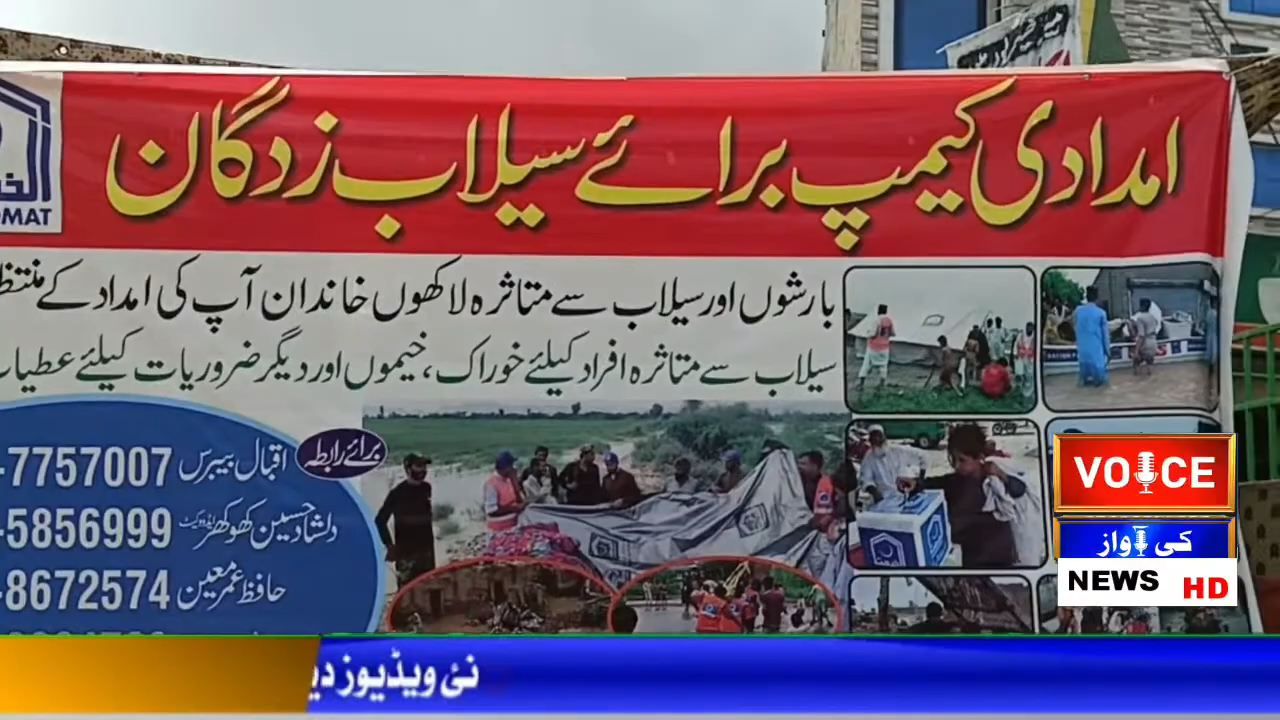 امدادی کیمپ برائے سیلاب زدگان
بارشوں اور سیلاب سے متاثرہ لاکھوں خاندان آپ کی امداد کے
سیلاب سے متاثرہ افراد کیلئے خوراک، خیموں اور دیگر ضروریات کیلئے
برائے رابطہ
اقبال بیبرس 7757007-
دلشاد حسین کھوکھر ایڈووکیٹ 5856999-
حافظ عمر معین 8672574-
VOICE
کی آواز
NEWS HD
نئی ویڈیوز